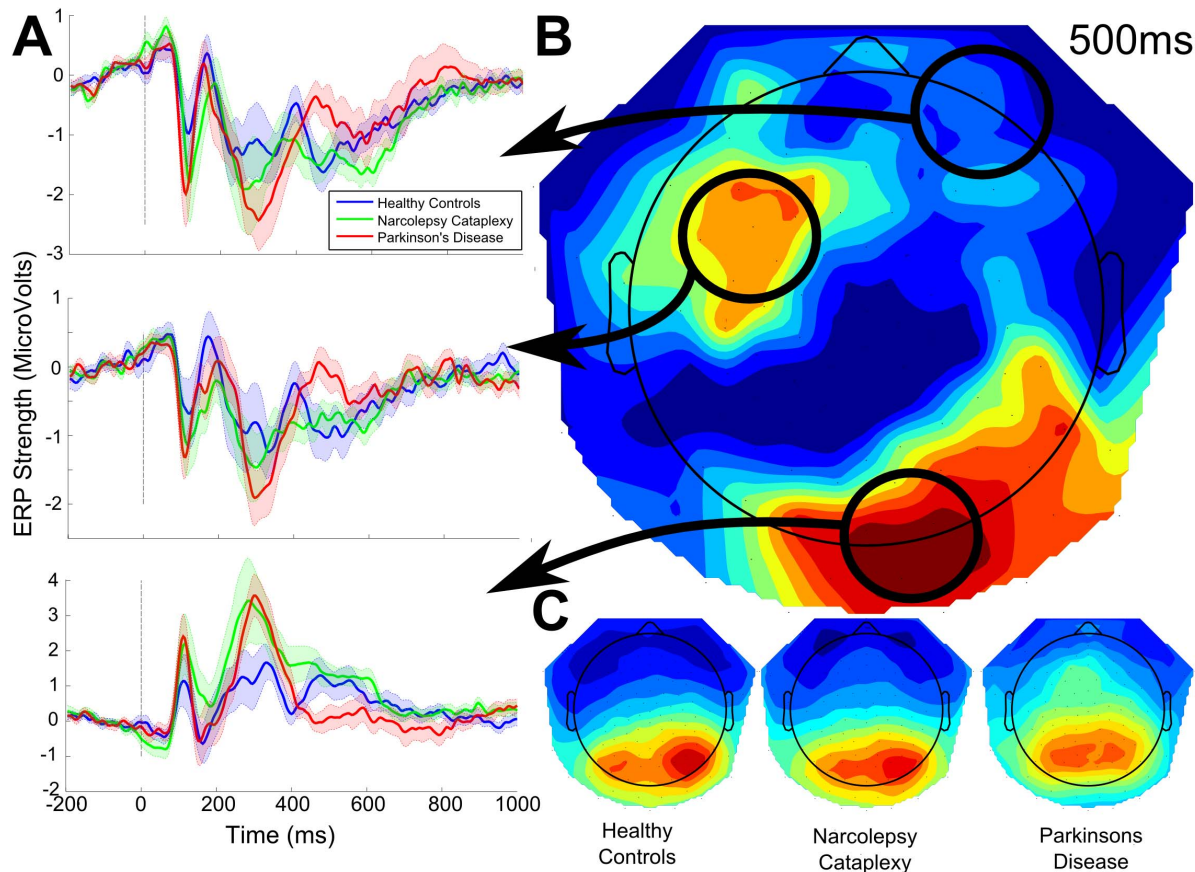 A
B
500ms
1
0
-1
-2
-3
Healthy Controls
Narcolepsy Cataplexy
Parkinson's Disease
ERP Strength (MicroVolts)
1
0
-1
-2
4
3
2
1
0
-1
-2
-200
0
200
400
600
800
1000
Time (ms)
C
Healthy
Controls
Narcolepsy
Cataplexy
Parkinsons
Disease